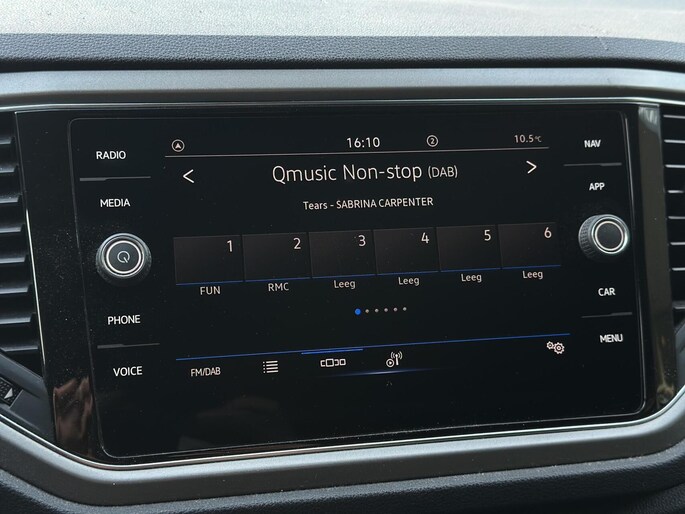 RADIO
MEDIA
PHONE
VOICE
16:10
2
10.5°C
< Qmusic Non-stop (DAB) >
Tears - SABRINA CARPENTER
1 2 3 4 5 6
FUN RMC Leeg Leeg Leeg Leeg
FM/DAB
NAV
APP
CAR
MENU